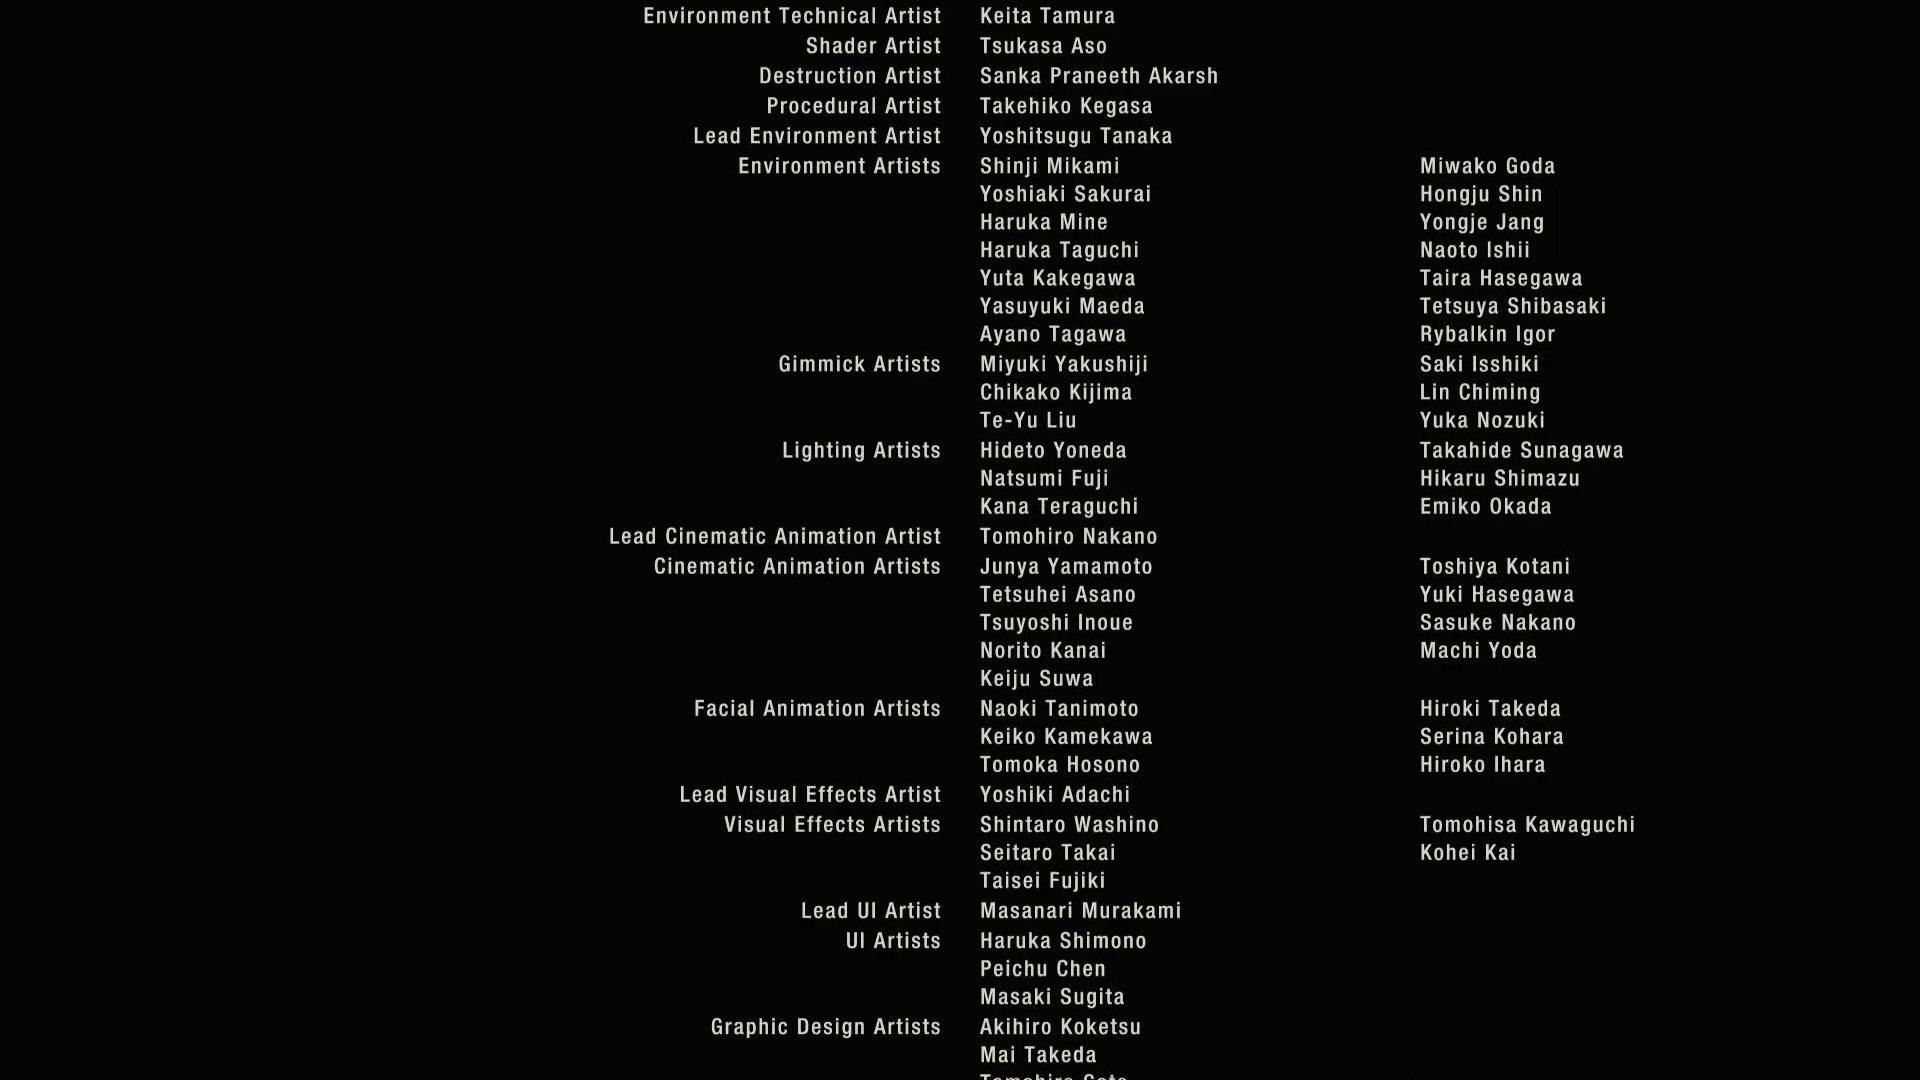 Environment Technical Artist Keita Tamura
Shader Artist Tsukasa Aso
Destruction Artist Sanka Praneeth Akarsh
Procedural Artist Takehiko Kegasa
Lead Environment Artist Yoshitsugu Tanaka
Environment Artists Shinji Mikami Miwako Goda
Yoshiaki Sakurai Hongju Shin
Haruka Mine Yongje Jang
Haruka Taguchi Naoto Ishii
Yuta Kakegawa Taira Hasegawa
Yasuyuki Maeda Tetsuya Shibasaki
Ayano Tagawa Rybalkin Igor
Gimmick Artists Miyuki Yakushiji Saki Isshiki
Chikako Kijima Lin Chiming
Te-Yu Liu Yuka Nozuki
Lighting Artists Hideto Yoneda Takahide Sunagawa
Natsumi Fuji Hikaru Shimazu
Kana Teraguchi Emiko Okada
Lead Cinematic Animation Artist Tomohiro Nakano
Cinematic Animation Artists Junya Yamamoto Toshiya Kotani
Tetsuhei Asano Yuki Hasegawa
Tsuyoshi Inoue Sasuke Nakano
Norito Kanai Machi Yoda
Keiju Suwa
Facial Animation Artists Naoki Tanimoto Hiroki Takeda
Keiko Kamekawa Serina Kohara
Tomoka Hosono Hiroko Ihara
Lead Visual Effects Artist Yoshiki Adachi
Visual Effects Artists Shintaro Washino Tomohisa Kawaguchi
Seitaro Takai Kohei Kai
Taisei Fujiki
Lead UI Artist Masanari Murakami
UI Artists Haruka Shimono
Peichu Chen
Masaki Sugita
Graphic Design Artists Akihiro Koketsu
Mai Takeda